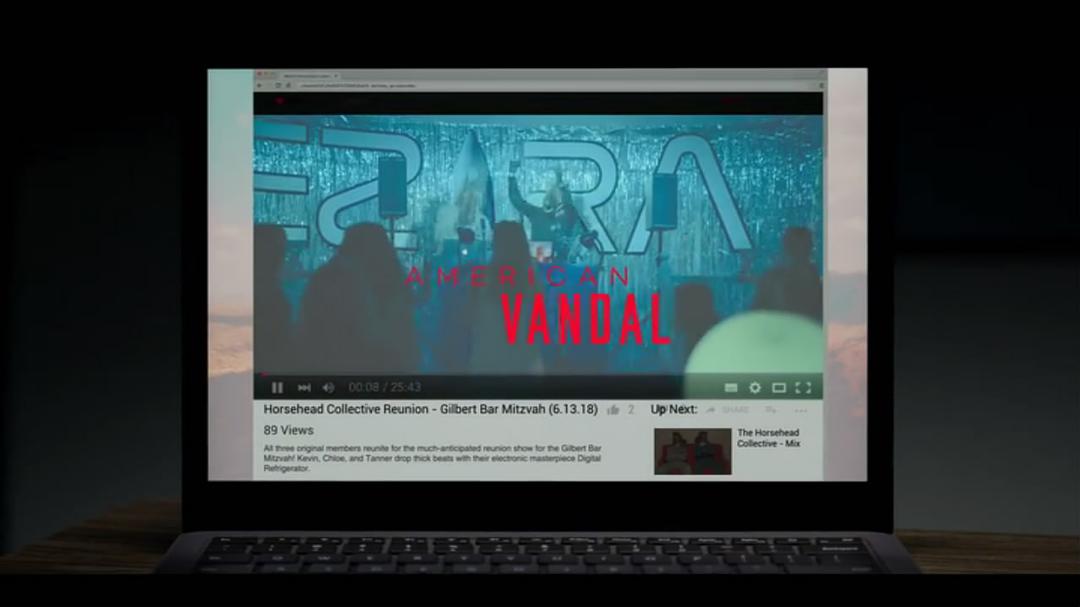 EZRA
AMERICAN
VANDAL
00:08 / 25:43
Horsehead Collective Reunion - Gilbert Bar Mitzvah (6.13.18)
2
Up Next:
SHARE
89 Views
All three original members reunite for the much-anticipated reunion show for the Gilbert Bar
Mitzvah! Kevin, Chloe, and Tanner drop thick beats with their electronic masterpiece Digital
Refrigerator.
The Horsehead
Collective - Mix